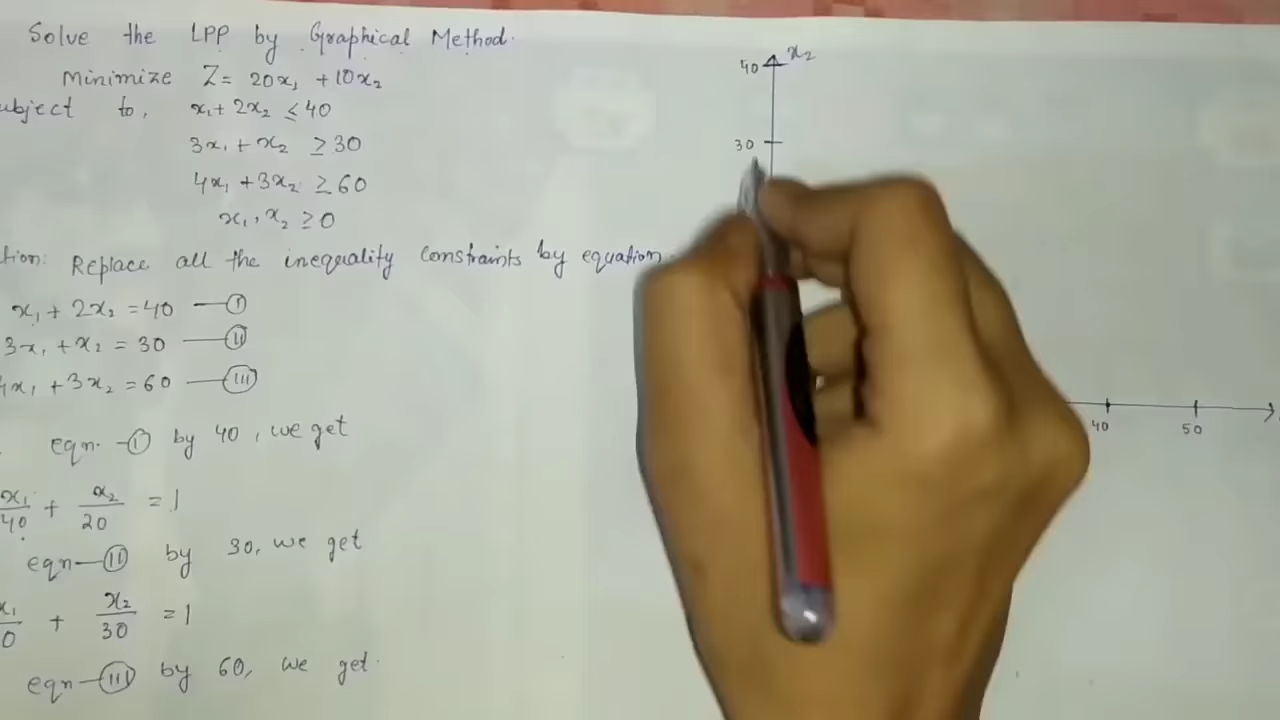 Solve the LPP by Graphical Method.
Minimize Z = 20x₁ + 10x₂
ubject to, x₁ + 2x₂ ≤ 40
3x₁ + x₂ ≥ 30
4x₁ + 3x₂ ≥ 60
x₁, x₂ ≥ 0
tion: Replace all the inequality constraints by equation.
x₁ + 2x₂ = 40 —(I)
3x₁ + x₂ = 30 —(II)
4x₁ + 3x₂ = 60 —(III)
eqn. —(I) by 40, we get
x₁/40 + x₂/20 = 1
eqn —(II) by 30, we get
x₁/0 + x₂/30 = 1
eqn —(III) by 60, we get.
x₂
40
30
40 50